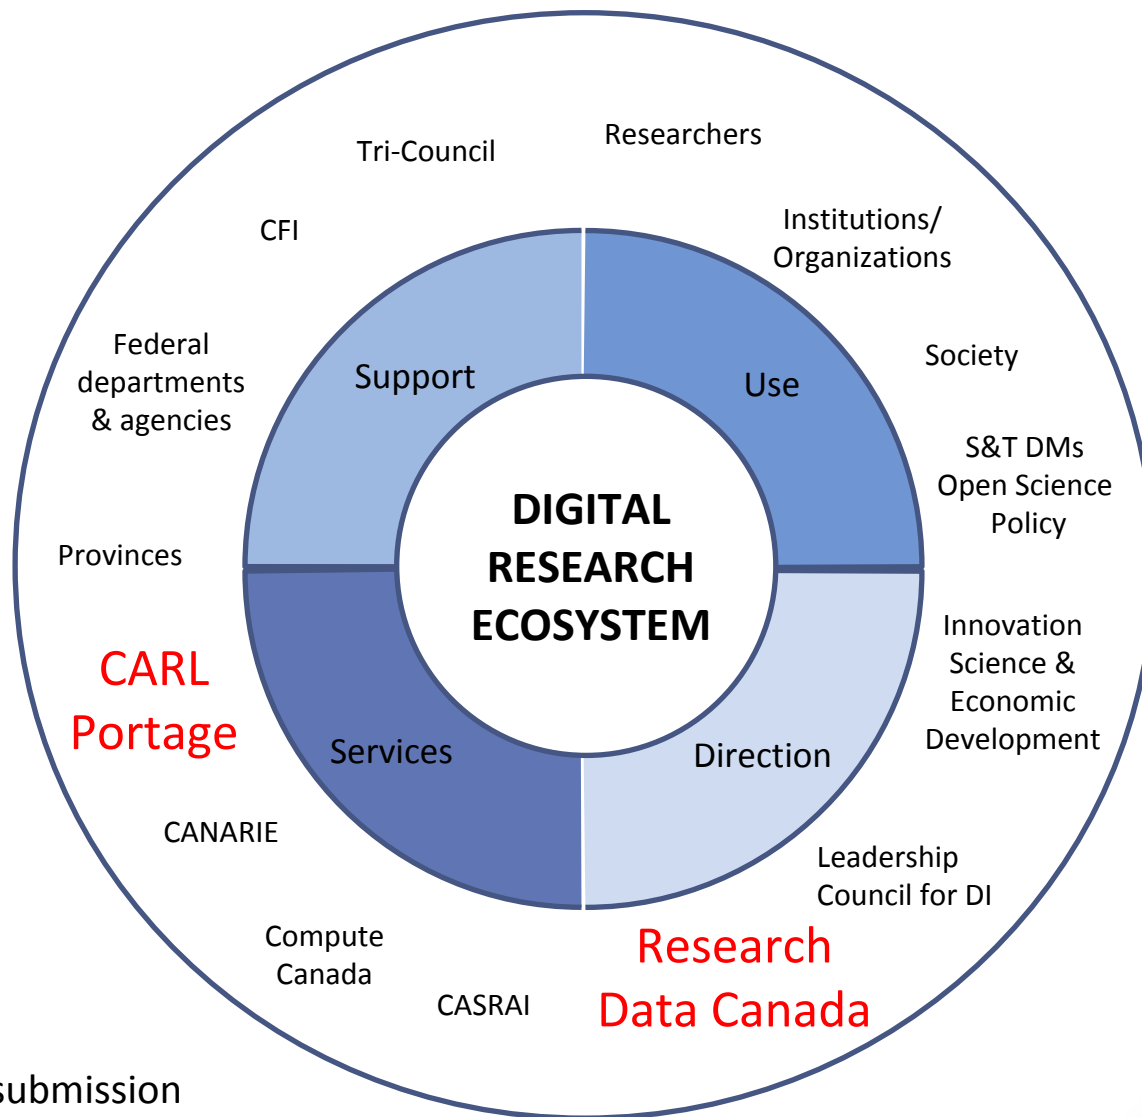 Tri-Council
Researchers
CFI
Institutions/
Organizations
Federal
departments
& agencies
Support
Use
Society
S&T DMs
Open Science
Policy
DIGITAL
RESEARCH
ECOSYSTEM
Provinces
CARL
Portage
Innovation
Science &
Economic
Development
Services
Direction
CANARIE
Leadership
Council for DI
Compute
Canada
CASRAI
Research
Data Canada
submission